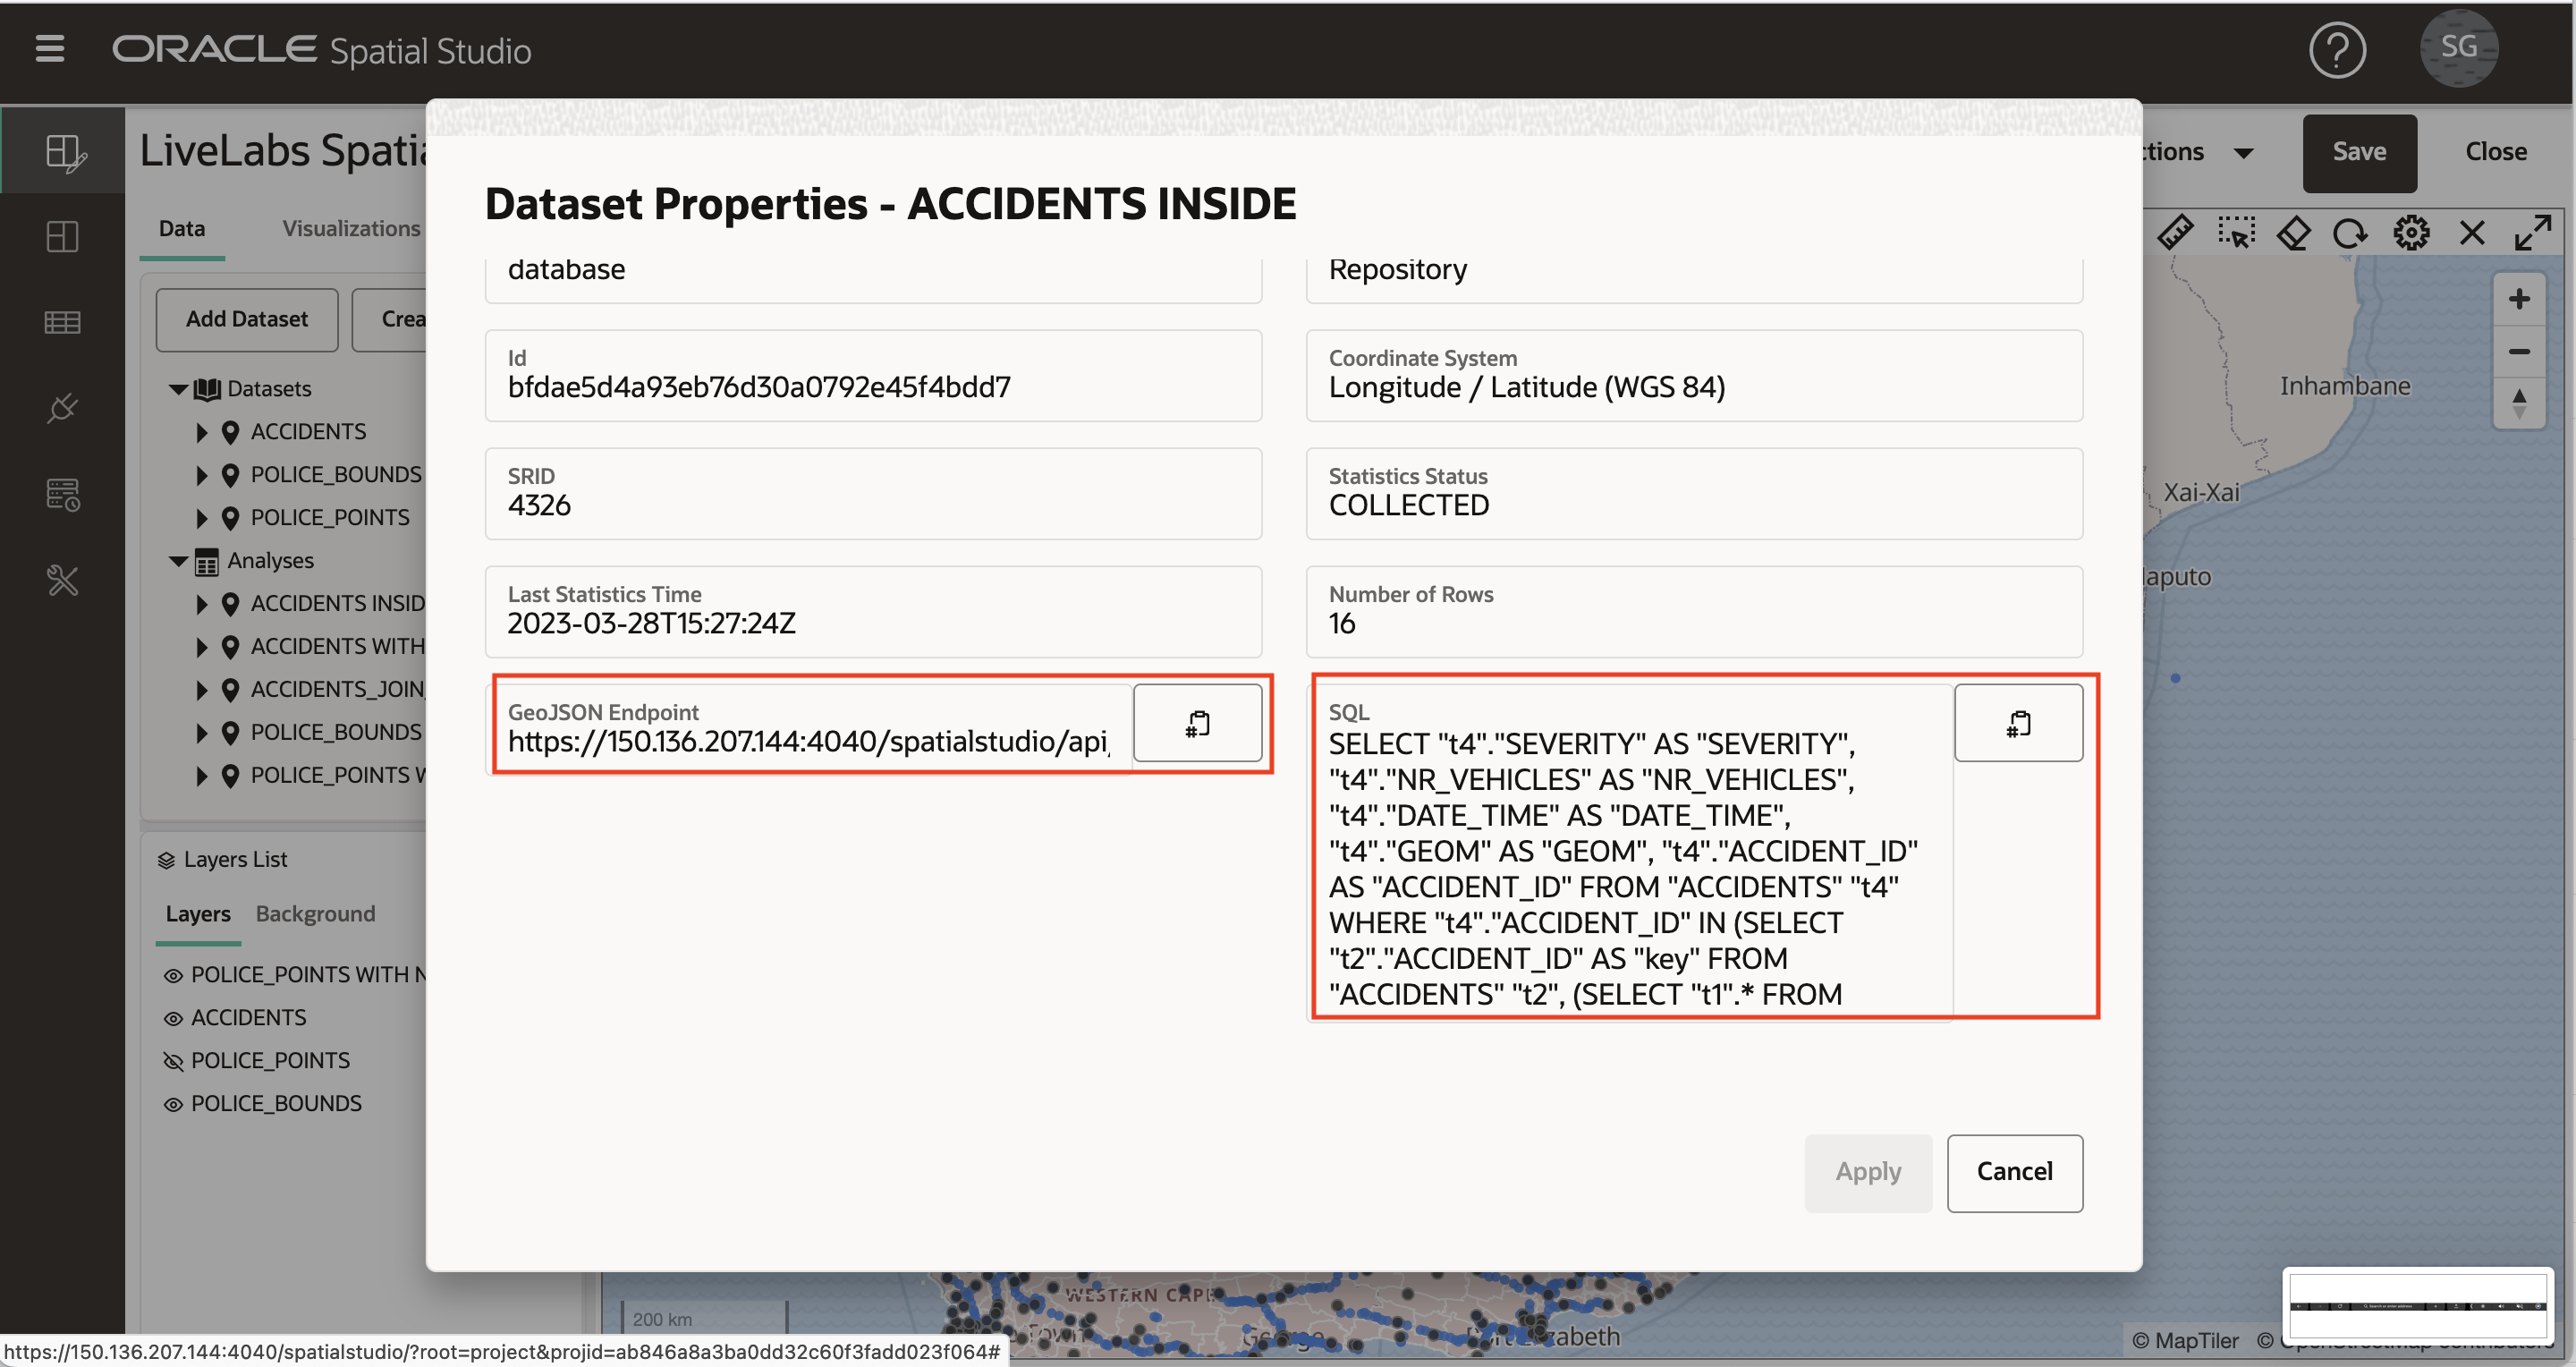 ORACLE Spatial Studio
SG
LiveLabs Spatia
ctions
Save
Close
Data
Visualizations
Add Dataset
Crea
Datasets
ACCIDENTS
POLICE_BOUNDS
POLICE_POINTS
Analyses
ACCIDENTS INSID
ACCIDENTS WITH
ACCIDENTS_JOIN
POLICE_BOUNDS
POLICE_POINTS W
Layers List
Layers
Background
POLICE_POINTS WITH N
ACCIDENTS
POLICE_POINTS
POLICE_BOUNDS
Dataset Properties - ACCIDENTS INSIDE
database
Repository
Id
bfdae5d4a93eb76d30a0792e45f4bdd7
Coordinate System
Longitude / Latitude (WGS 84)
SRID
4326
Statistics Status
COLLECTED
Last Statistics Time
2023-03-28T15:27:24Z
Number of Rows
16
GeoJSON Endpoint
https://150.136.207.144:4040/spatialstudio/api/
SQL
SELECT "t4"."SEVERITY" AS "SEVERITY",
"t4"."NR_VEHICLES" AS "NR_VEHICLES",
"t4"."DATE_TIME" AS "DATE_TIME",
"t4"."GEOM" AS "GEOM", "t4"."ACCIDENT_ID"
AS "ACCIDENT_ID" FROM "ACCIDENTS" "t4"
WHERE "t4"."ACCIDENT_ID" IN (SELECT
"t2"."ACCIDENT_ID" AS "key" FROM
"ACCIDENTS" "t2", (SELECT "t1".* FROM
Apply
Cancel
Inhambane
Xai-Xai
aputo
WESTERN CAPE
200 km
Town
George
Elizabeth
© MapTiler © OpenStreetMap contributors
https://150.136.207.144:4040/spatialstudio/?root=project&projid=ab846a8a3ba0dd32c60f3fadd023f064#